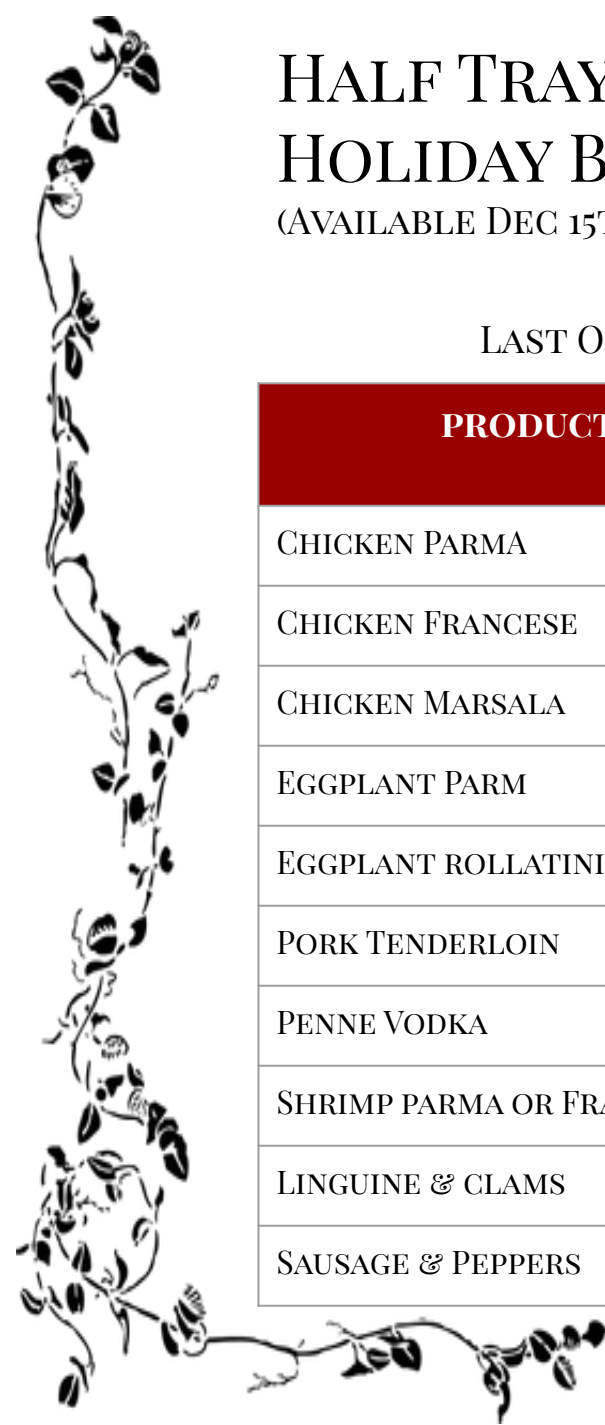 Half Tray
Holiday B
(Available Dec 15
Last O
PRODUCT
Chicken ParmA
Chicken Francese
Chicken Marsala
Eggplant Parm
Eggplant rollatini
Pork Tenderloin
Penne Vodka
Shrimp parma or Fra
Linguine & clams
Sausage & Peppers